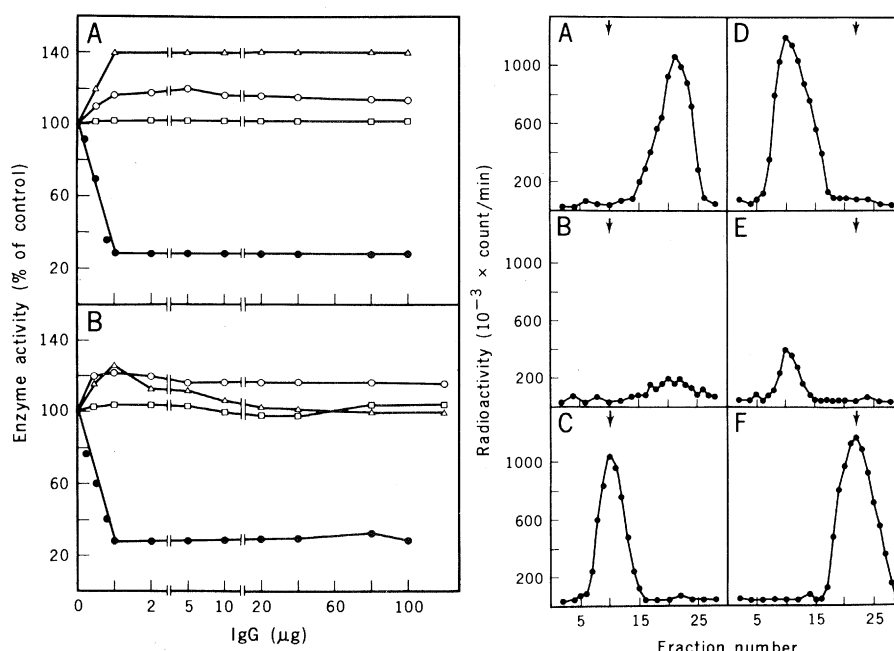 A
140
100
60
20
B
140
100
60
20
0 2 5 10 20 60 100
IgG (μg)
Enzyme activity (% of control)
A
1000
600
200
D
B
1000
600
200
E
C
1000
600
200
F
5 15 25 5 15 25
Fraction number
Radioactivity (10⁻³ × count/min)